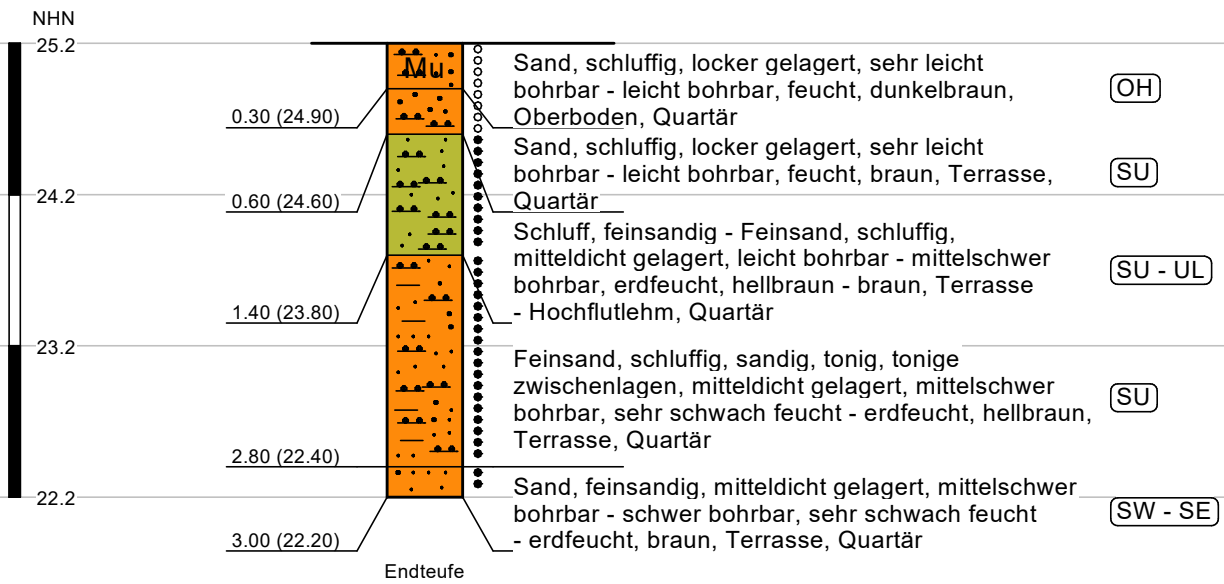 NHN
25.2
Mu
Sand, schluffig, locker gelagert, sehr leicht
bohrbar - leicht bohrbar, feucht, dunkelbraun,
Oberboden, Quartär
OH
0.30 (24.90)
Sand, schluffig, locker gelagert, sehr leicht
bohrbar - leicht bohrbar, feucht, braun, Terrasse,
Quartär
SU
24.2
0.60 (24.60)
Schluff, feinsandig - Feinsand, schluffig,
mitteldicht gelagert, leicht bohrbar - mittelschwer
bohrbar, erdfeucht, hellbraun - braun, Terrasse
- Hochflutlehm, Quartär
SU - UL
1.40 (23.80)
23.2
Feinsand, schluffig, sandig, tonig, tonige
zwischenlagen, mitteldicht gelagert, mittelschwer
bohrbar, sehr schwach feucht - erdfeucht, hellbraun,
Terrasse, Quartär
SU
2.80 (22.40)
22.2
Sand, feinsandig, mitteldicht gelagert, mittelschwer
bohrbar - schwer bohrbar, sehr schwach feucht
- erdfeucht, braun, Terrasse, Quartär
SW - SE
3.00 (22.20)
Endteufe